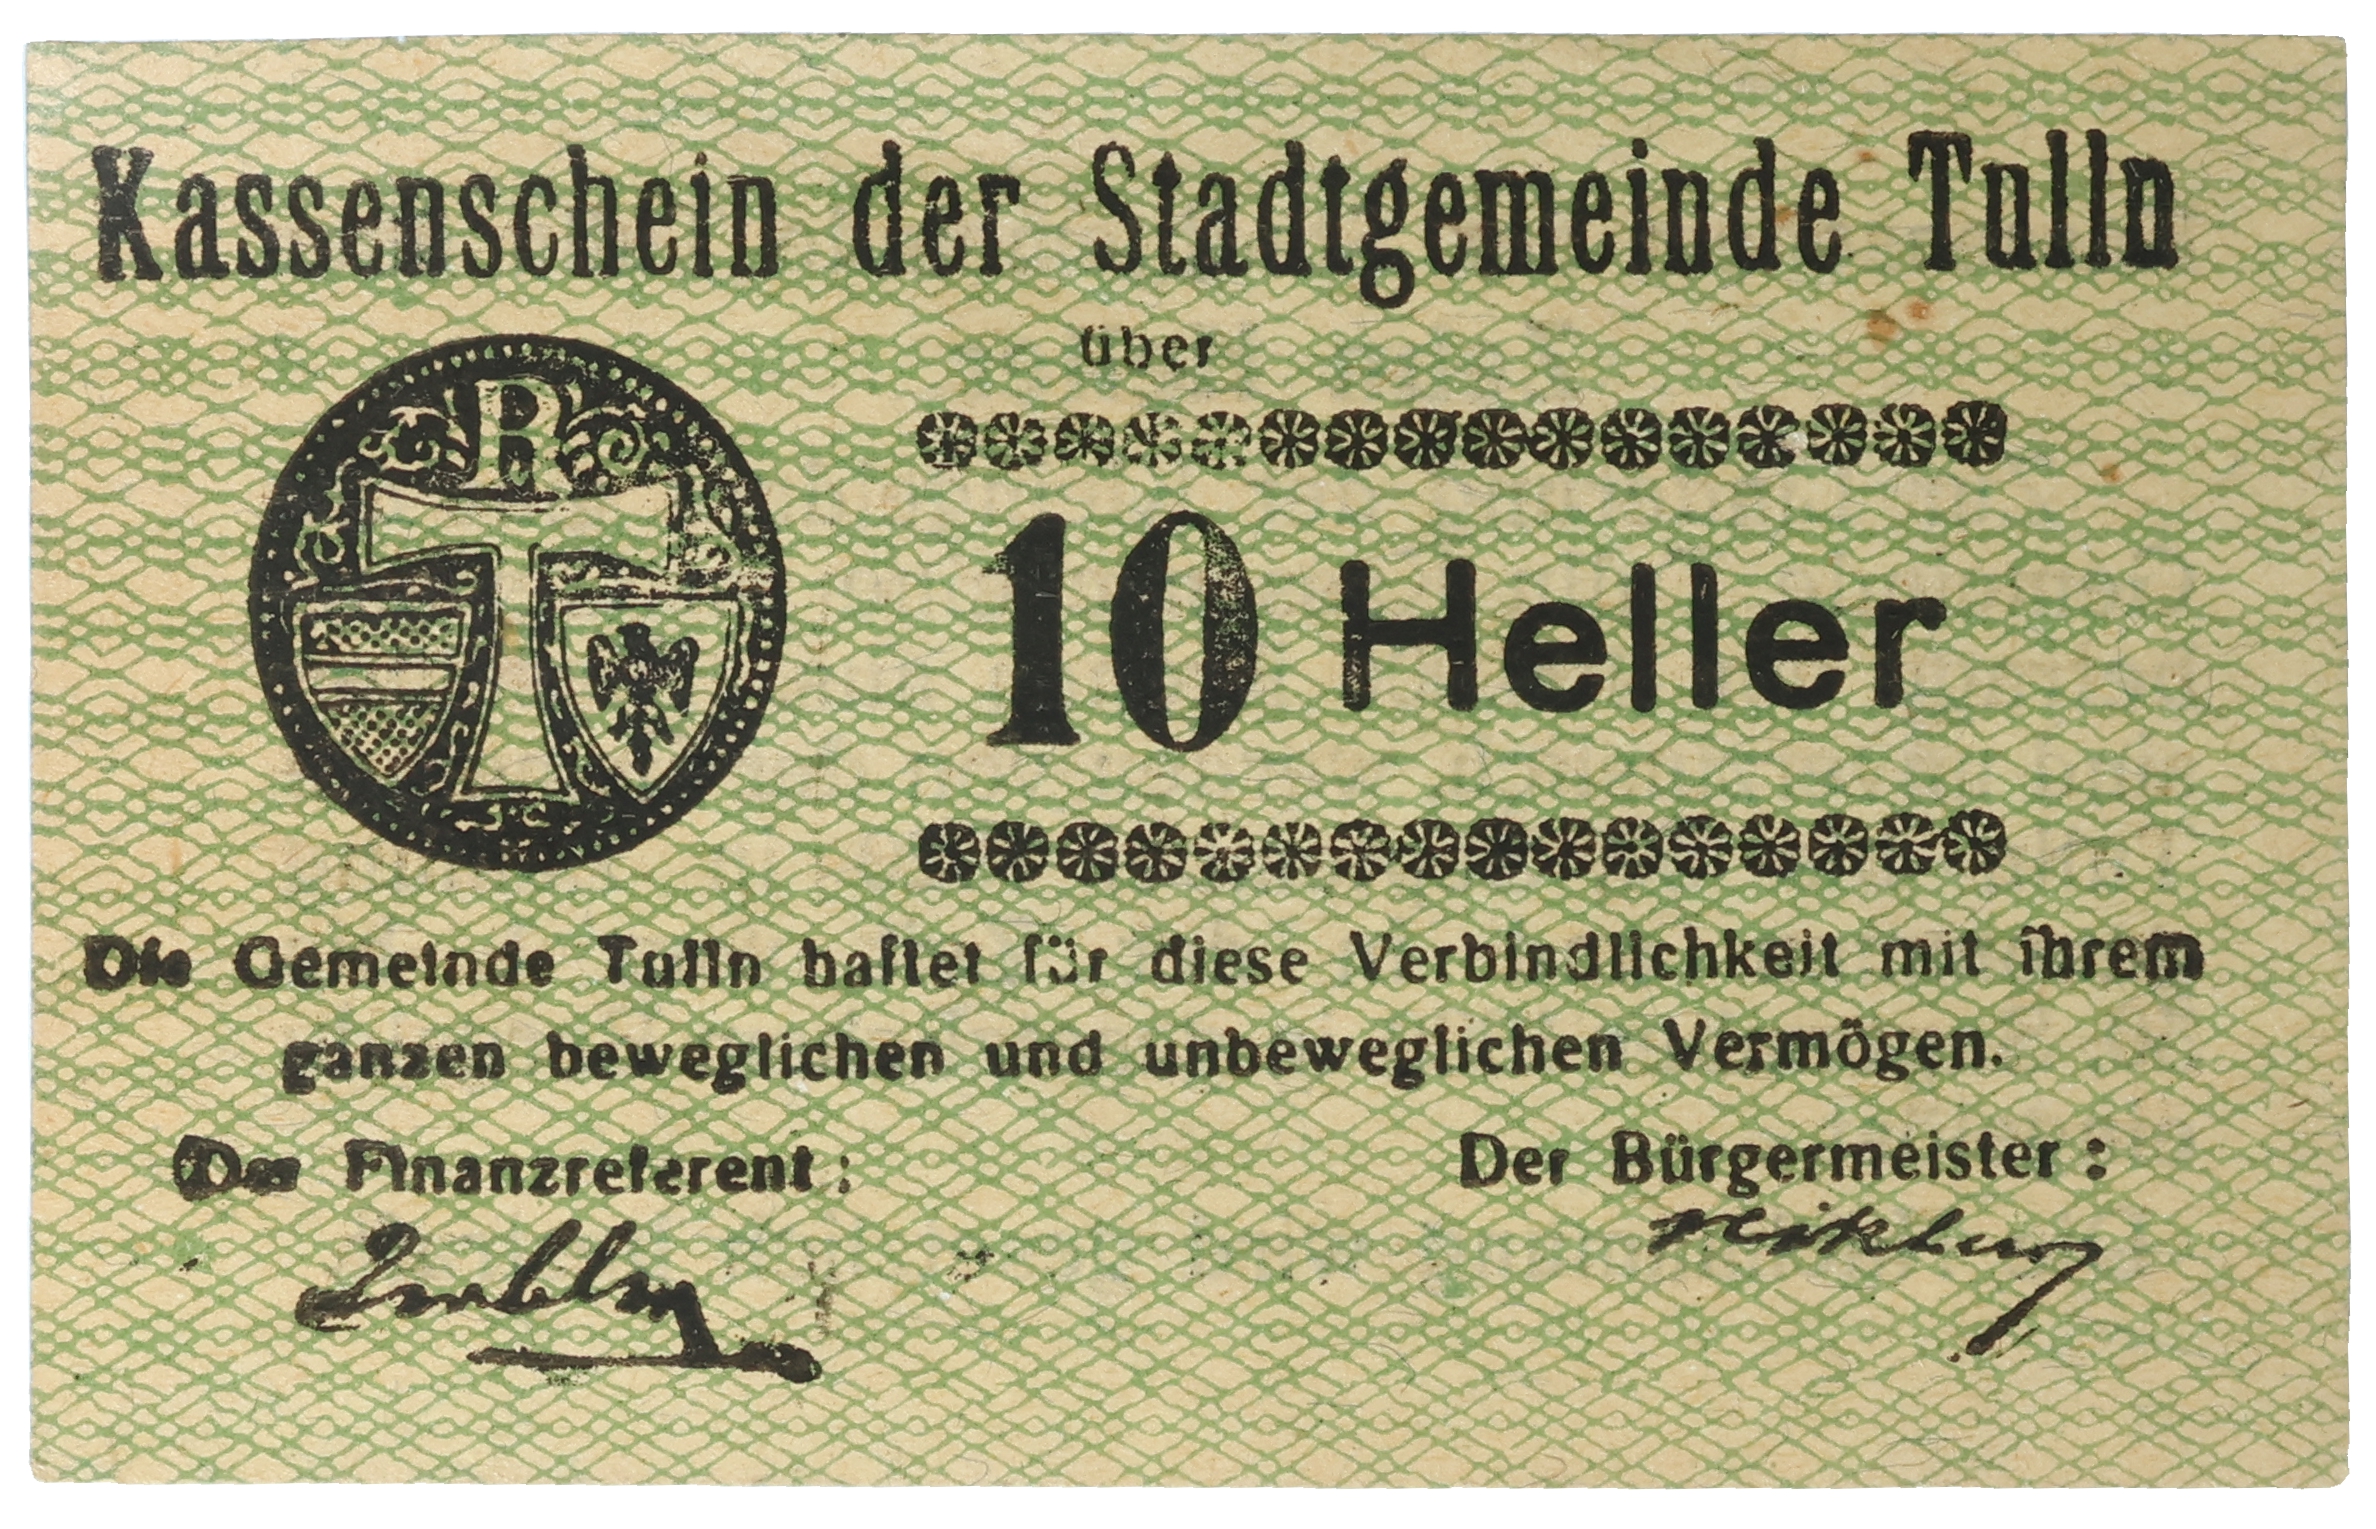 Kassenschein der Stadtgemeinde Tulln
über
R
T
10 Heller
Die Gemeinde Tulln haftet für diese Verbindlichkeit mit ihrem
ganzen beweglichen und unbeweglichen Vermögen.
Der Finanzreferent:
Der Bürgermeister: